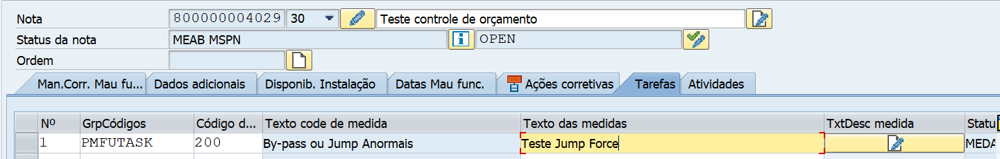 Nota 800000004029 30 Teste controle de orçamento
Status da nota MEAB MSPN OPEN
Ordem
Man.Corr. Mau fu... Dados adicionais Disponib. Instalação Datas Mau func. Ações corretivas Tarefas Atividades
Nº GrpCódigos Código d... Texto code de medida Texto das medidas TxtDesc medida Statu
1 PMFUTASK 200 By-pass ou Jump Anormais Teste Jump Force MEDA